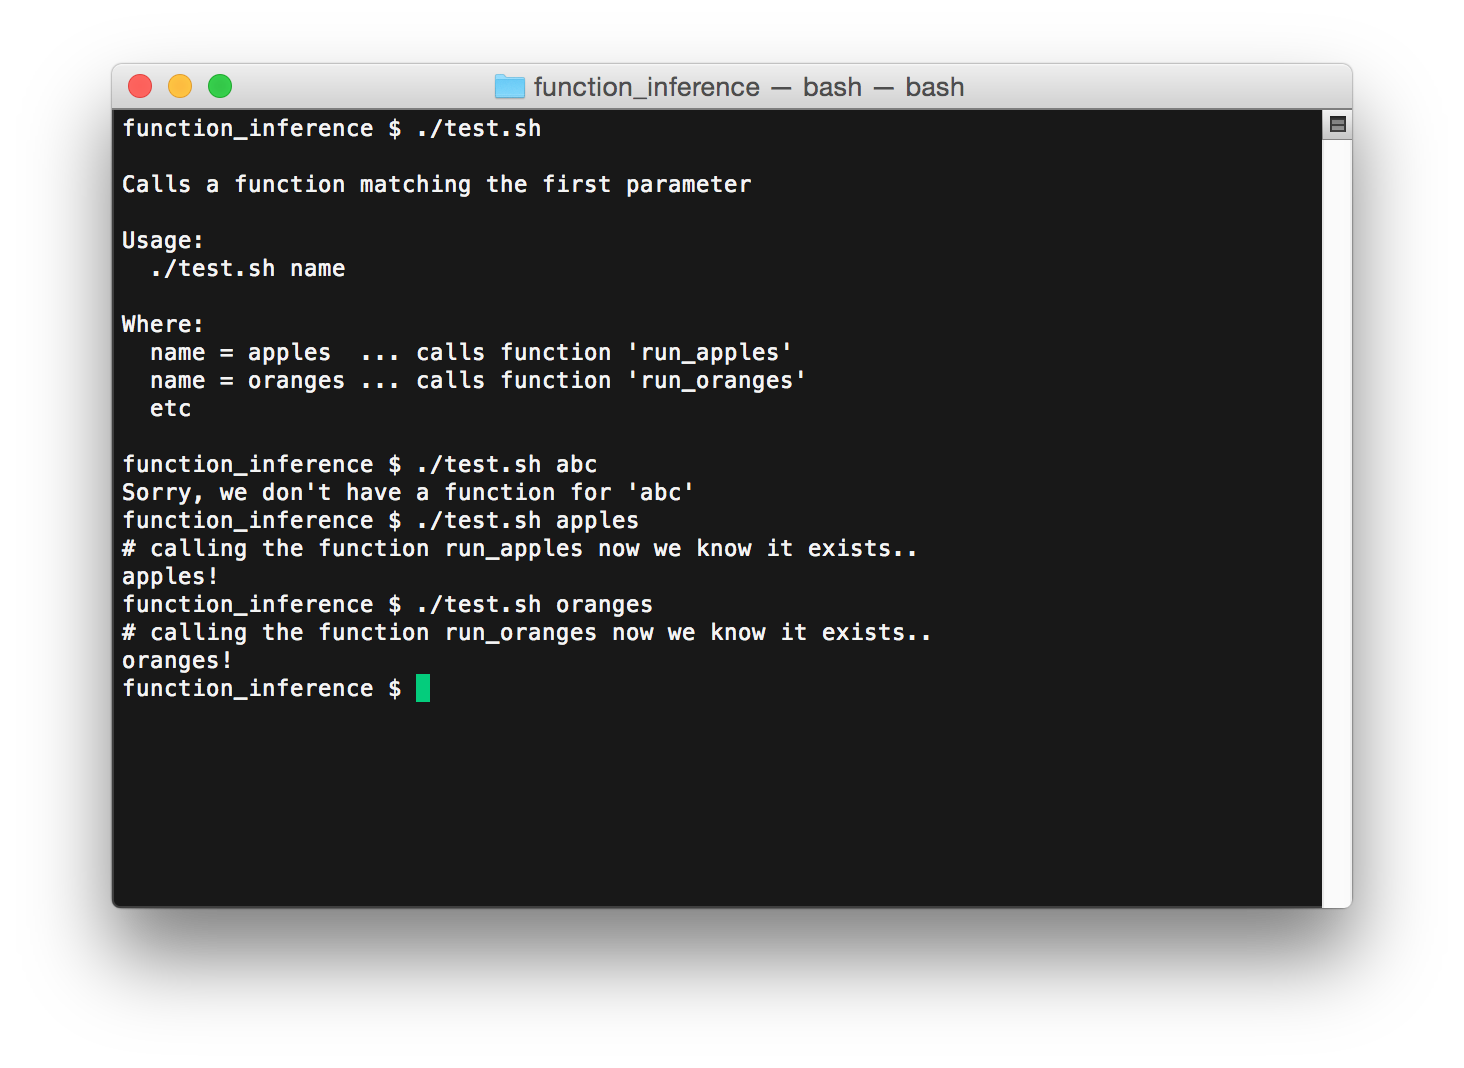 function_inference — bash — bash
function_inference $ ./test.sh
Calls a function matching the first parameter
Usage:
  ./test.sh name
Where:
  name = apples  ... calls function 'run_apples'
  name = oranges ... calls function 'run_oranges'
  etc
function_inference $ ./test.sh abc
Sorry, we don't have a function for 'abc'
function_inference $ ./test.sh apples
# calling the function run_apples now we know it exists..
apples!
function_inference $ ./test.sh oranges
# calling the function run_oranges now we know it exists..
oranges!
function_inference $